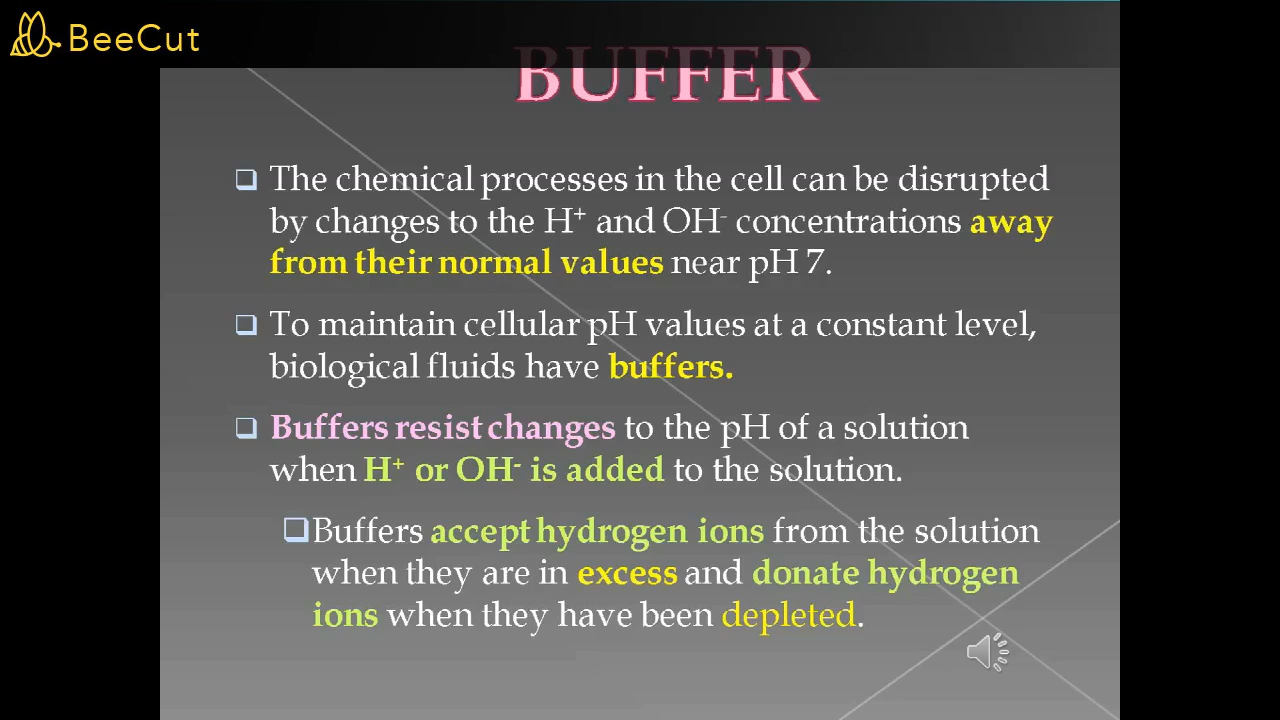 BeeCut
BUFFER
The chemical processes in the cell can be disrupted
by changes to the H⁺ and OH⁻ concentrations away
from their normal values near pH 7.
To maintain cellular pH values at a constant level,
biological fluids have buffers.
Buffers resist changes to the pH of a solution
when H⁺ or OH⁻ is added to the solution.
Buffers accept hydrogen ions from the solution
when they are in excess and donate hydrogen
ions when they have been depleted.